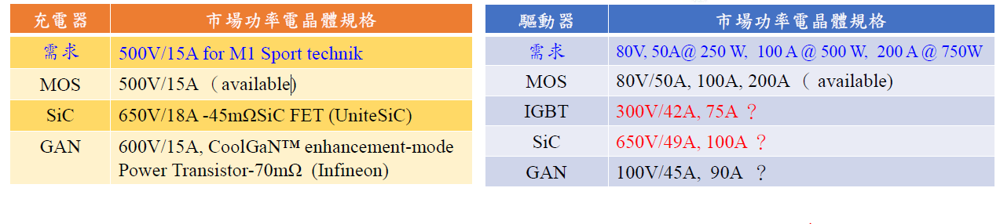 充電器 市場功率電晶體規格
需求 500V/15A for M1 Sport technik
MOS 500V/15A（available)
SiC 650V/18A -45mΩSiC FET (UniteSiC)
GAN 600V/15A, CoolGaN™ enhancement-mode
Power Transistor-70mΩ (Infineon)
驅動器 市場功率電晶體規格
需求 80V, 50A@ 250 W, 100 A @ 500 W, 200 A @ 750W
MOS 80V/50A, 100A, 200A（ available)
IGBT 300V/42A, 75A？
SiC 650V/49A, 100A？
GAN 100V/45A, 90A ？